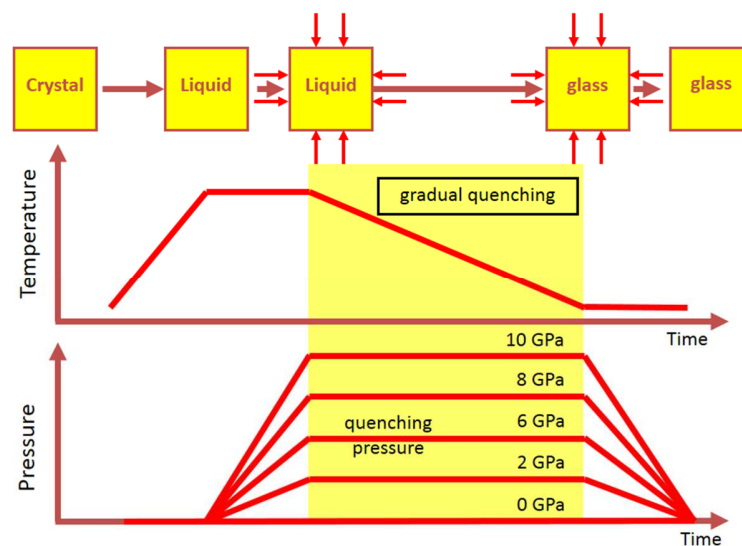 Crystal
Liquid
Liquid
glass
glass
Temperature
gradual quenching
Time
Pressure
10 GPa
8 GPa
quenching
pressure
6 GPa
2 GPa
0 GPa
Time